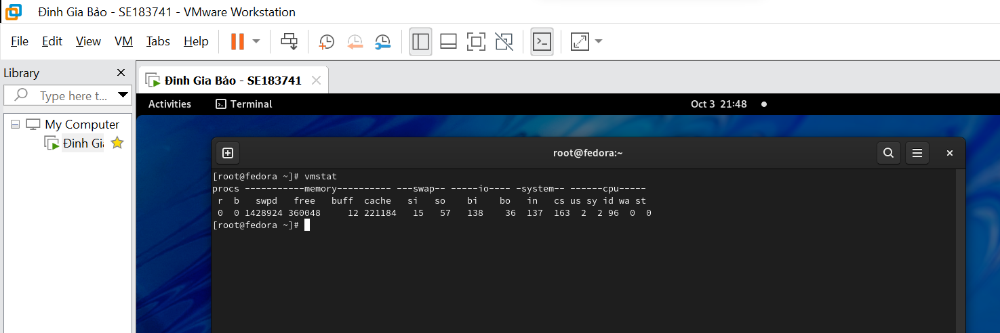 Đinh Gia Bảo - SE183741 - VMware Workstation
File Edit View VM Tabs Help
Library
Type here t...
My Computer
Đinh Gi
Đinh Gia Bảo - SE183741
Activities Terminal Oct 3 21:48
root@fedora:~
[root@fedora ~]# vmstat
procs -----------memory---------- ---swap-- -----io---- -system-- ------cpu-----
 r  b   swpd   free   buff  cache   si   so    bi    bo   in   cs us sy id wa st
 0  0 1428924 360048     12 221184   15   57   138    36  137  163  2  2 96  0  0
[root@fedora ~]#